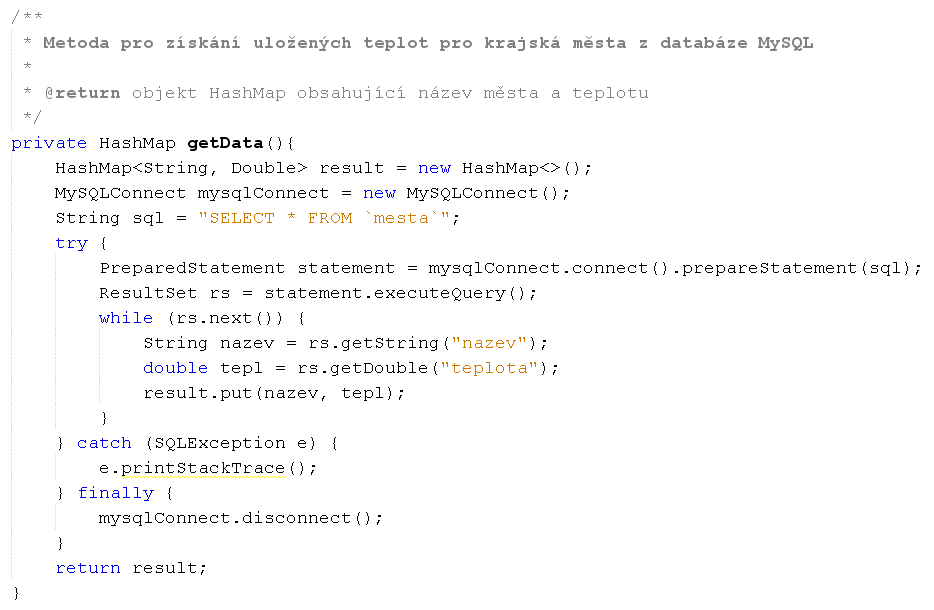 /**
 * Metoda pro získání uložených teplot pro krajská města z databáze MySQL
 *
 * @return objekt HashMap obsahující název města a teplotu
 */
private HashMap getData(){
    HashMap<String, Double> result = new HashMap<>();
    MySQLConnect mysqlConnect = new MySQLConnect();
    String sql = "SELECT * FROM `mesta`";
    try {
        PreparedStatement statement = mysqlConnect.connect().prepareStatement(sql);
        ResultSet rs = statement.executeQuery();
        while (rs.next()) {
            String nazev = rs.getString("nazev");
            double tepl = rs.getDouble("teplota");
            result.put(nazev, tepl);
        }
    } catch (SQLException e) {
        e.printStackTrace();
    } finally {
        mysqlConnect.disconnect();
    }
    return result;
}